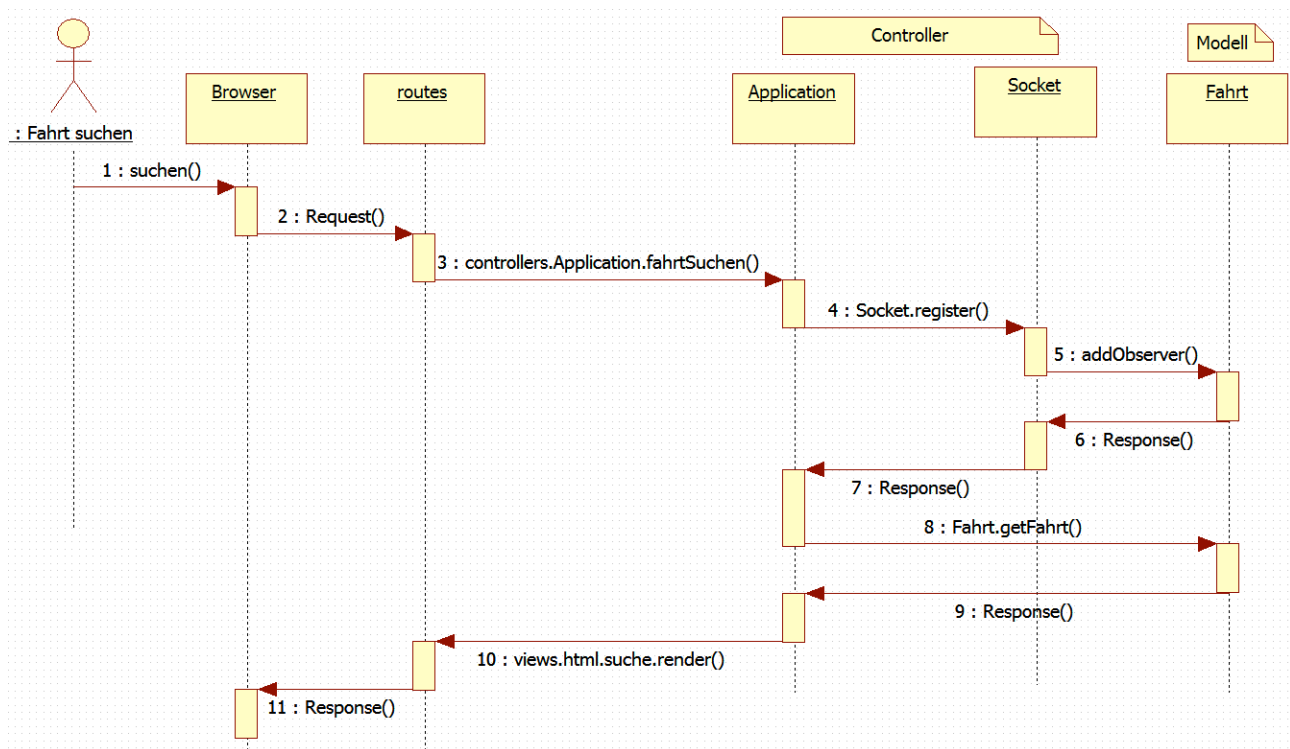 Controller
Modell
Browser
routes
Application
Socket
Fahrt
: Fahrt suchen
1 : suchen()
2 : Request()
3 : controllers.Application.fahrtSuchen()
4 : Socket.register()
5 : addObserver()
6 : Response()
7 : Response()
8 : Fahrt.getFahrt()
9 : Response()
10 : views.html.suche.render()
11 : Response()